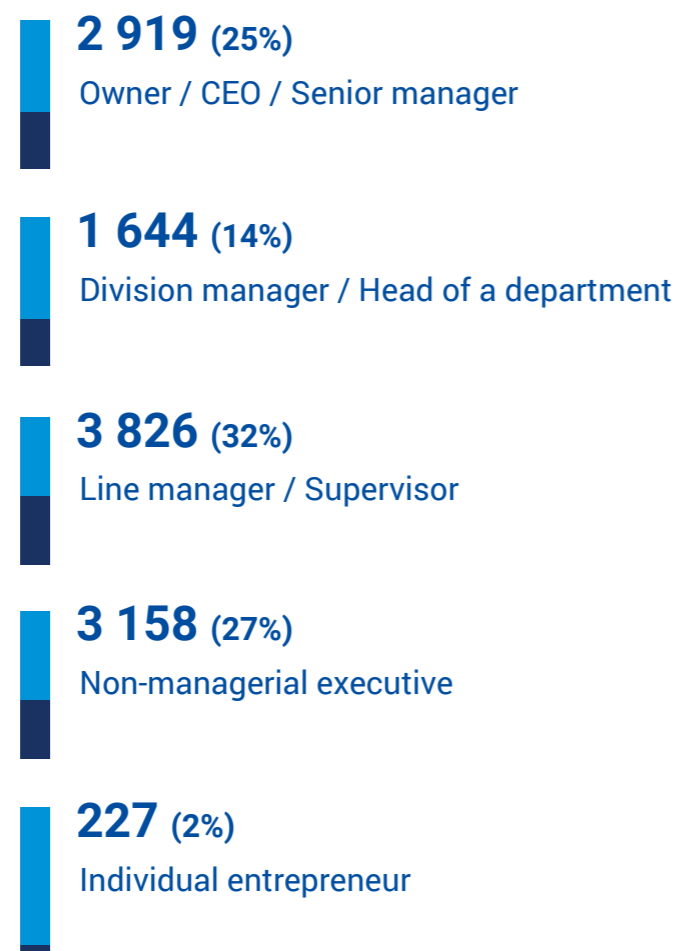 2 919 (25%)
Owner / CEO / Senior manager
1 644 (14%)
Division manager / Head of a department
3 826 (32%)
Line manager / Supervisor
3 158 (27%)
Non-managerial executive
227 (2%)
Individual entrepreneur